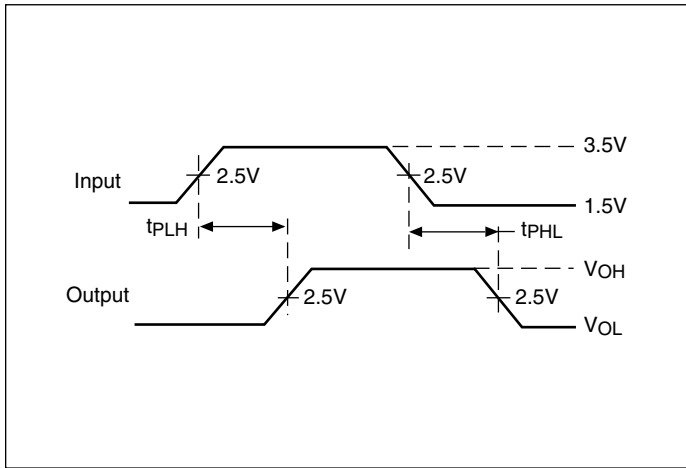 3.5V
Input
2.5V
2.5V
1.5V
tPLH
tPHL
VOH
Output
2.5V
2.5V
VOL